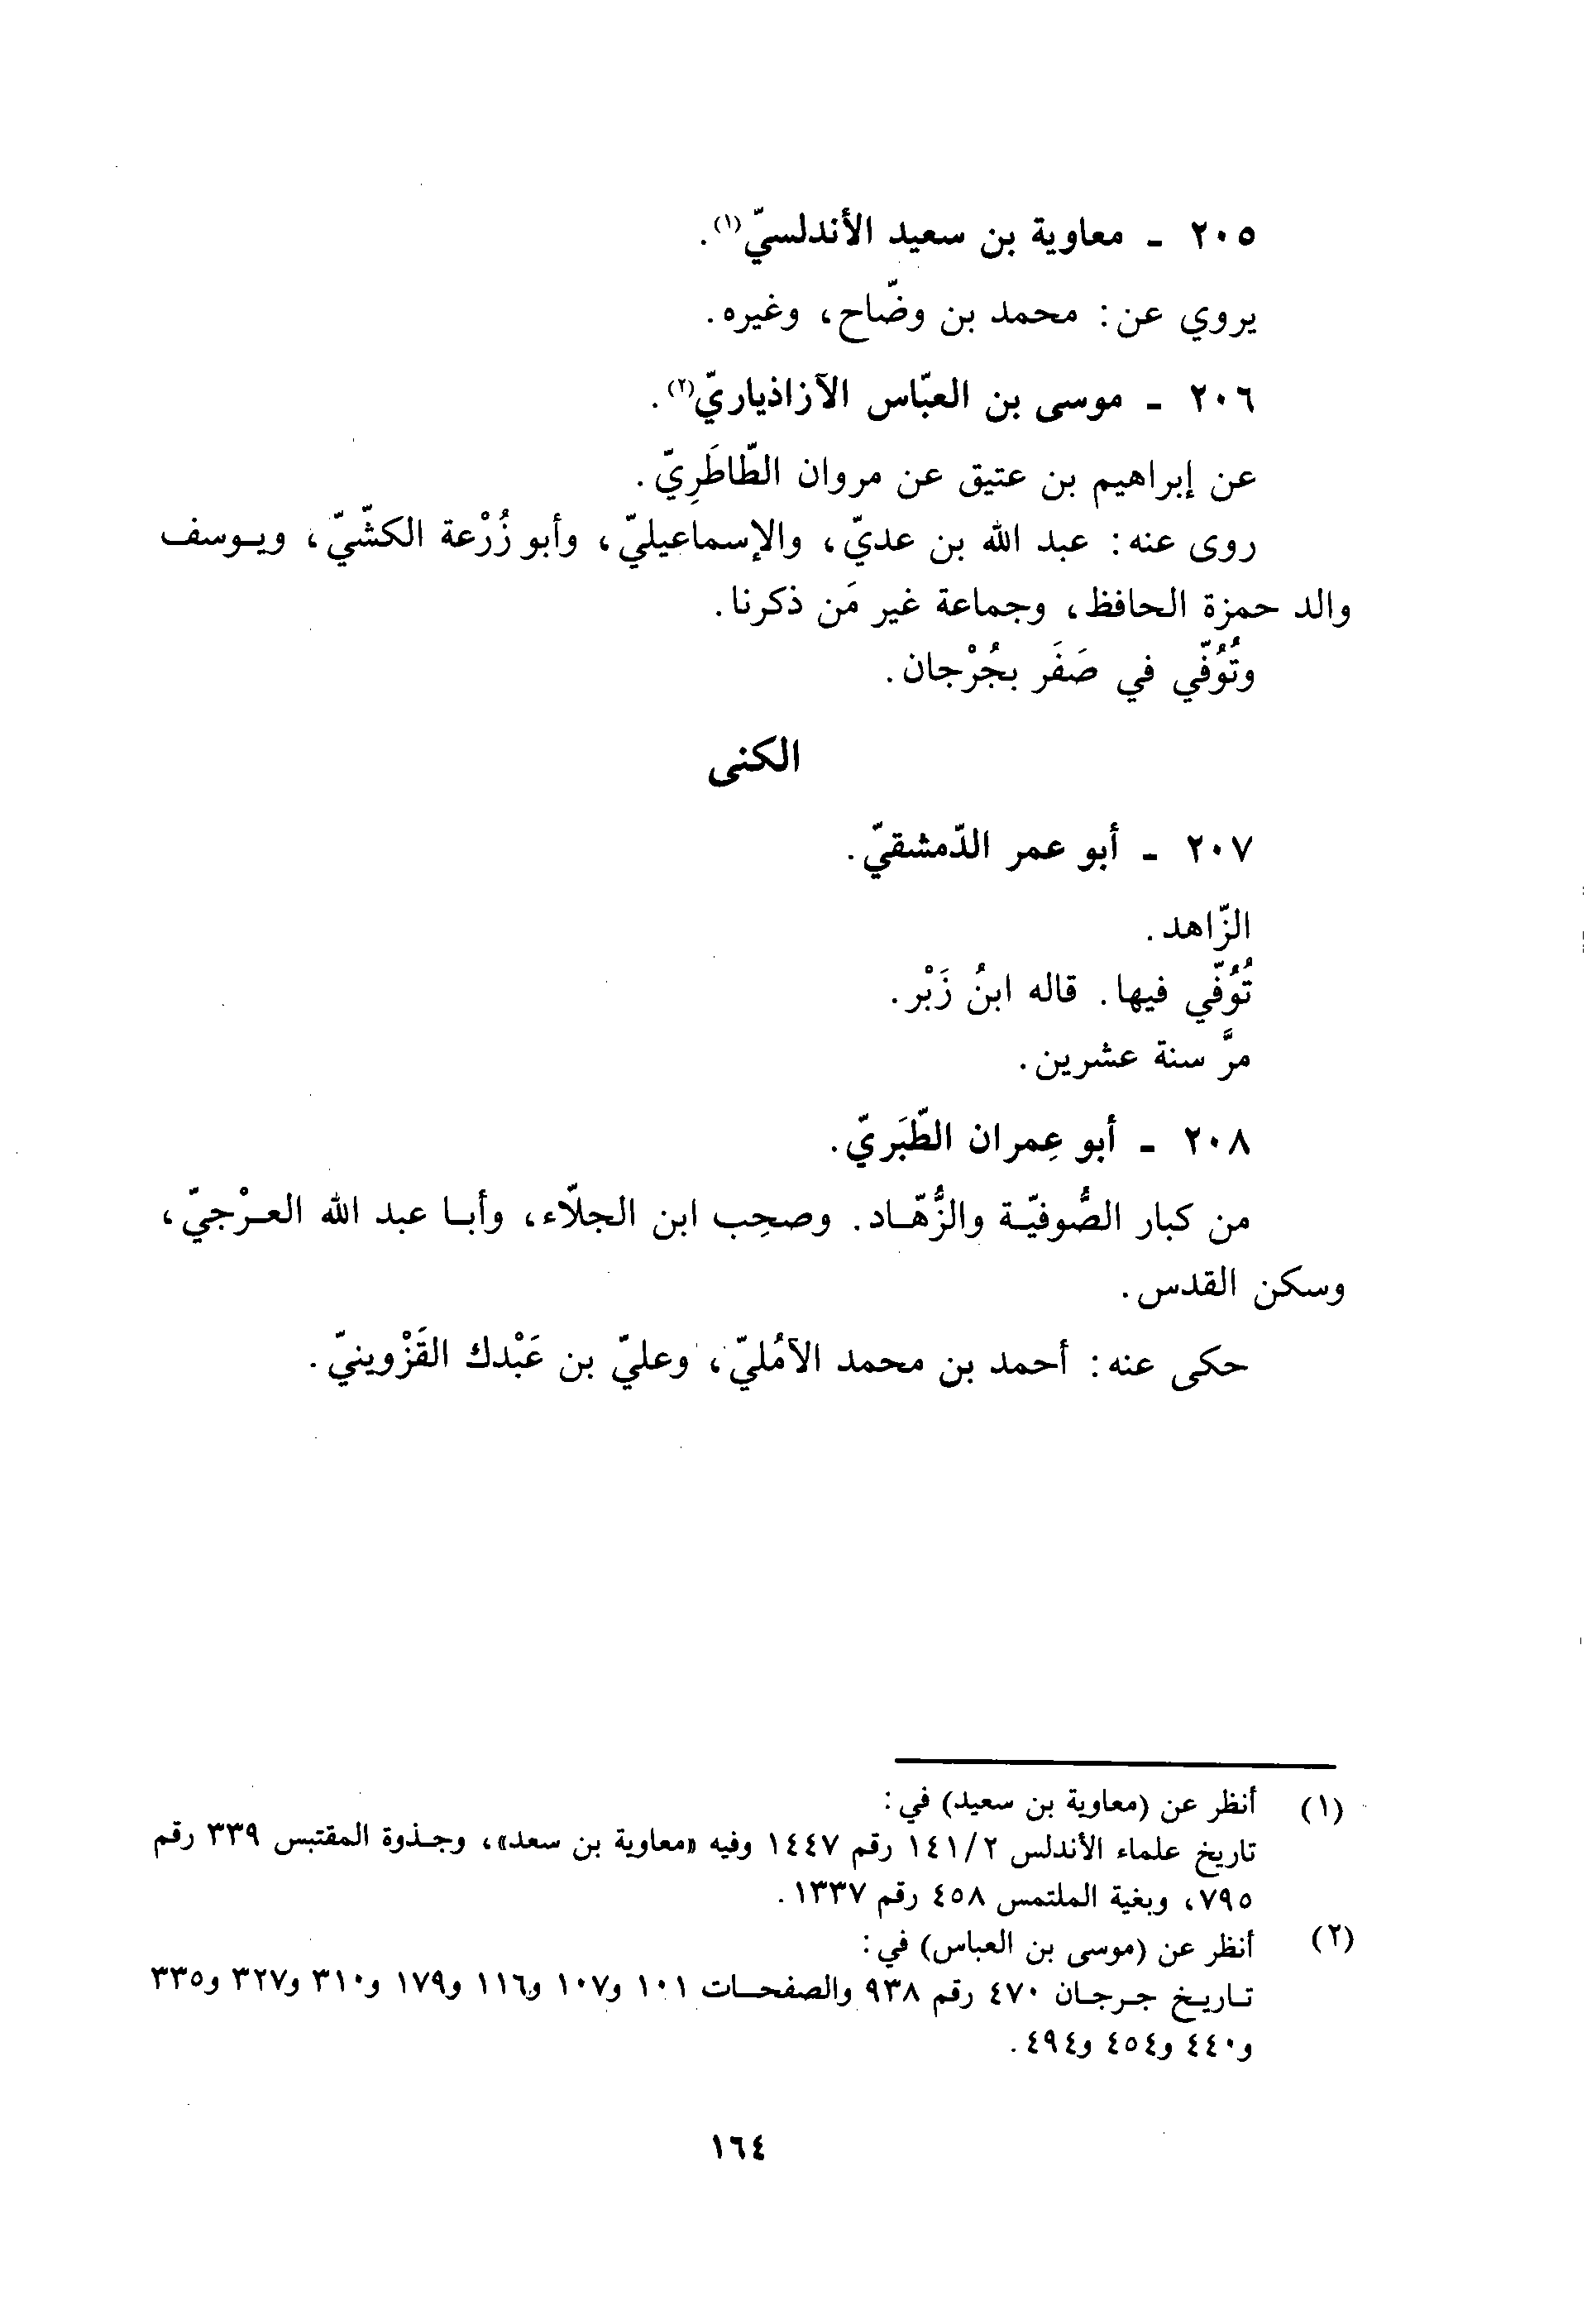 ٢٠٥ - معاوية بن سعيد الأندلسيّ(١).
يروي عن: محمد بن وضّاح، وغيره.
٢٠٦ - موسى بن العبّاس الآزاذياريّ(٢).
عن إبراهيم بن عتيق عن مروان الطّاطَرِيّ.
روى عنه: عبد الله بن عديّ، والإسماعيليّ، وأبو زُرْعة الكشّيّ، ويوسف
والد حمزة الحافظ، وجماعة غير مَن ذكرنا.
وتُوُفّي في صَفَر بجُرْجان.
الكنى
٢٠٧ - أبو عمر الدّمشقيّ.
الزّاهد.
تُوُفّي فيها. قاله ابنُ زَبْر.
مرَّ سنة عشرين.
٢٠٨ - أبو عِمران الطّبَريّ.
من كبار الصُّوفيّة والزُّهّاد. وصحِب ابن الجلّاء، وأبا عبد الله العرْجيّ،
وسكن القدس.
حكى عنه: أحمد بن محمد الآمُليّ، وعليّ بن عَبْدك القَزْوينيّ.
(١) أنظر عن (معاوية بن سعيد) في:
تاريخ علماء الأندلس ١٤١/٢ رقم ١٤٤٧ وفيه «معاوية بن سعد»، وجذوة المقتبس ٣٣٩ رقم
٧٩٥، وبغية الملتمس ٤٥٨ رقم ١٣٣٧.
(٢) أنظر عن (موسى بن العباس) في:
تاريخ جرجان ٤٧٠ رقم ٩٣٨ والصفحات ١٠١ و١٠٧ و١١٦ و١٧٩ و٣١٠ و٣٢٧ و٣٣٥
و٤٤٠ و٤٥٤ و٤٩٤.
١٦٤